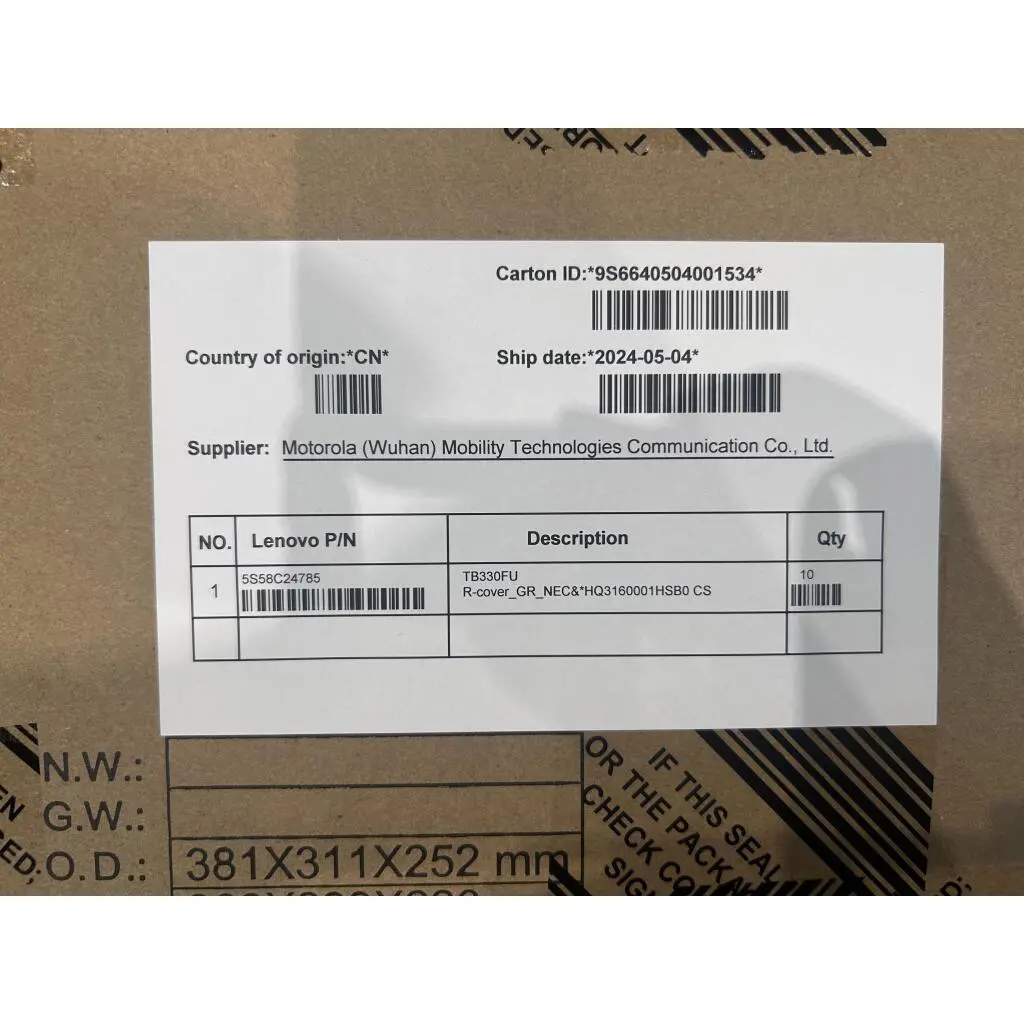 Carton ID:*9S6640504001534*
Country of origin:*CN*
Ship date:*2024-05-04*
Supplier: Motorola (Wuhan) Mobility Technologies Communication Co., Ltd.
NO. Lenovo P/N Description Qty
1 5S58C24785 TB330FU 10
R-cover_GR_NEC&*HQ3160001HSB0 CS
N.W.:
G.W.:
O.D.: 381X311X252 mm
IF THIS SEAL
OR THE PACKA
CHECK CO